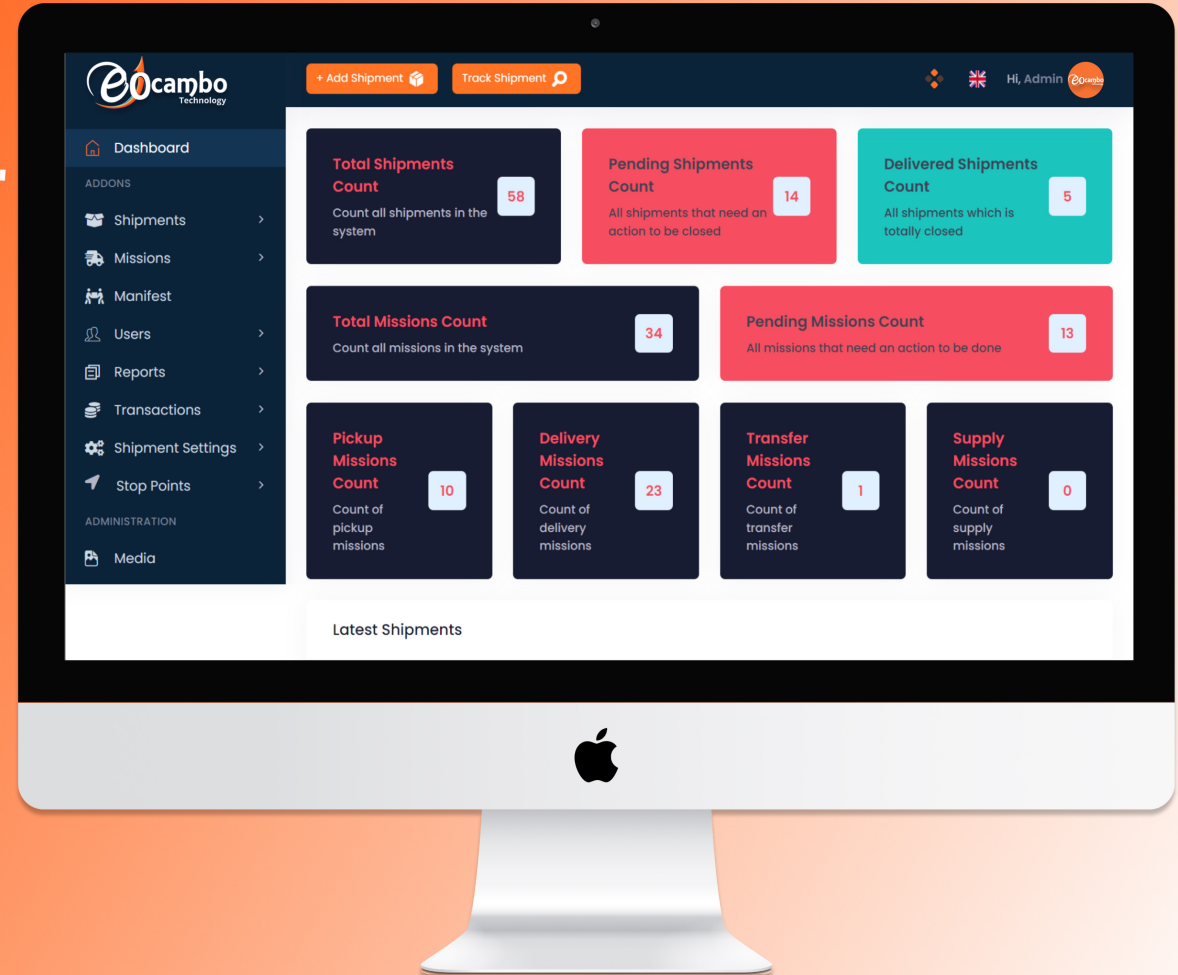 eocambo
Technology
+ Add Shipment
Track Shipment
Hi, Admin
eocambo
Dashboard
ADDONS
Shipments
Missions
Manifest
Users
Reports
Transactions
Shipment Settings
Stop Points
ADMINISTRATION
Media
Total Shipments
Count
Count all shipments in the
system
58
Pending Shipments
Count
All shipments that need an
action to be closed
14
Delivered Shipments
Count
All shipments which is
totally closed
5
Total Missions Count
Count all missions in the system
34
Pending Missions Count
All missions that need an action to be done
13
Pickup
Missions
Count
Count of
pickup
missions
10
Delivery
Missions
Count
Count of
delivery
missions
23
Transfer
Missions
Count
Count of
transfer
missions
1
Supply
Missions
Count
Count of
supply
missions
0
Latest Shipments